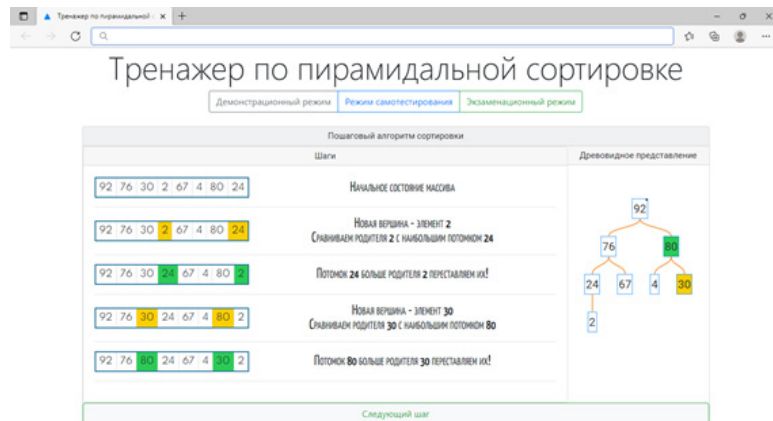 Тренажер по пирамидальной с
Тренажер по пирамидальной сортировке
Демонстрационный режим Режим самотестирования Экзаменационный режим
Пошаговый алгоритм сортировки
Шаги Древовидное представление
92 76 30 2 67 4 80 24 Начальное состояние массива
92 76 30 2 67 4 80 24 Новая вершина - элемент 2
Сравниваем родителя 2 с наибольшим потомком 24
92 76 30 24 67 4 80 2 Потомок 24 больше родителя 2 переставляем их!
92 76 30 24 67 4 80 2 Новая вершина - элемент 30
Сравниваем родителя 30 с наибольшим потомком 80
92 76 80 24 67 4 30 2 Потомок 80 больше родителя 30 переставляем их!
92
76 80
24 67 4 30
2
Следующий шаг